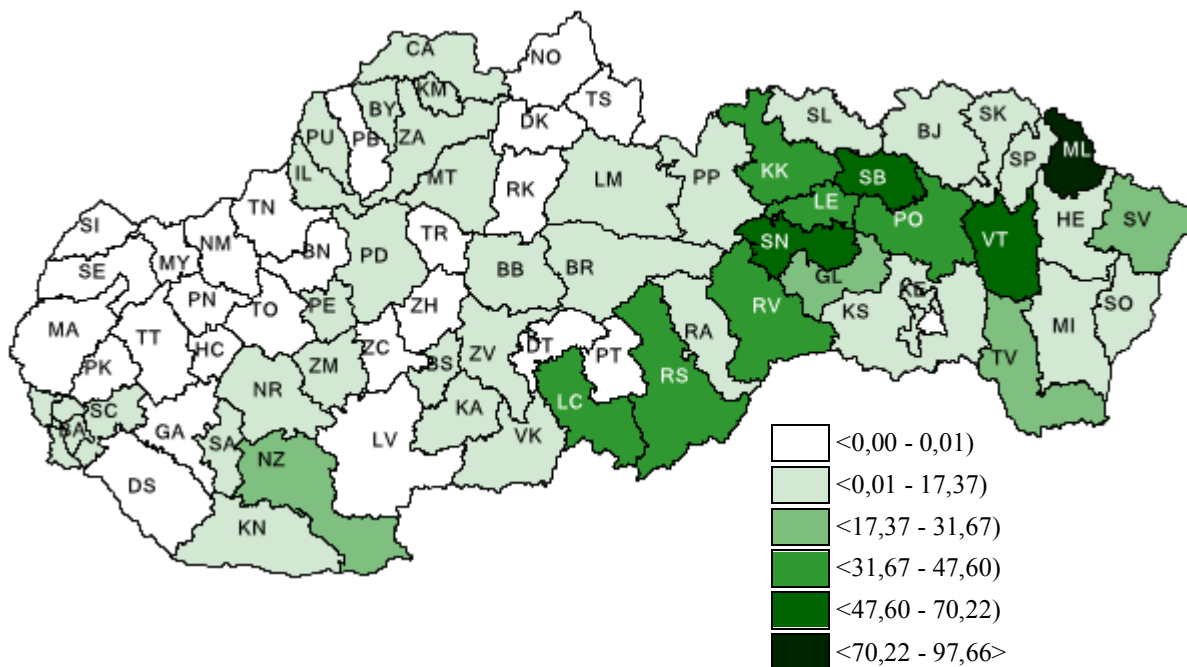 CA
NO
KM
TS
BY
PU
PB
ZA
DK
SL
BJ
SK
SP
ML
IL
MT
RK
LM
PP
KK
SB
LE
PO
HE
SV
SI
TN
NM
BN
PD
TR
BB
BR
SN
VT
SE
MY
PN
TO
PE
ZH
GL
RV
KS
KE
MI
SO
MA
TT
HC
PK
ZM
ZC
BS
ZV
DT
PT
RA
RS
TV
NR
KA
LC
SC
BA
GA
SA
LV
VK
NZ
DS
KN
<0,00 - 0,01)
<0,01 - 17,37)
<17,37 - 31,67)
<31,67 - 47,60)
<47,60 - 70,22)
<70,22 - 97,66>